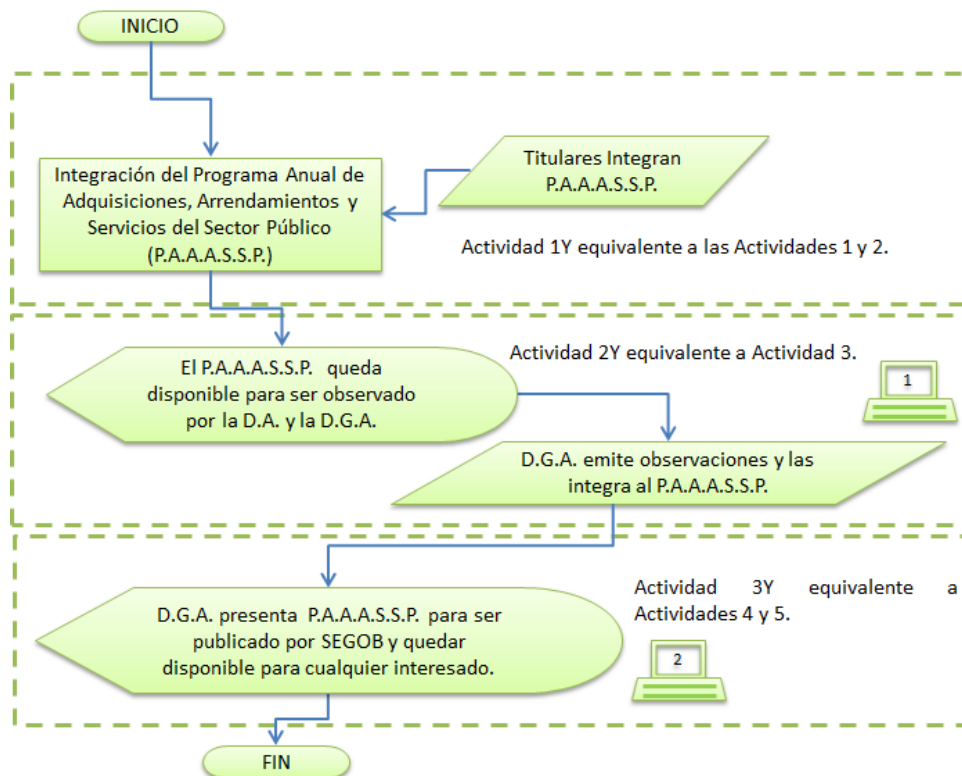 INICIO
Integración del Programa Anual de
Adquisiciones, Arrendamientos y
Servicios del Sector Público
(P.A.A.A.S.S.P.)
Titulares Integran
P.A.A.A.S.S.P.
Actividad 1Y equivalente a las Actividades 1 y 2.
El P.A.A.A.S.S.P. queda
disponible para ser observado
por la D.A. y la D.G.A.
Actividad 2Y equivalente a Actividad 3.
1
D.G.A. emite observaciones y las
integra al P.A.A.A.S.S.P.
D.G.A. presenta P.A.A.A.S.S.P. para ser
publicado por SEGOB y quedar
disponible para cualquier interesado.
Actividad 3Y equivalente a
Actividades 4 y 5.
2
FIN